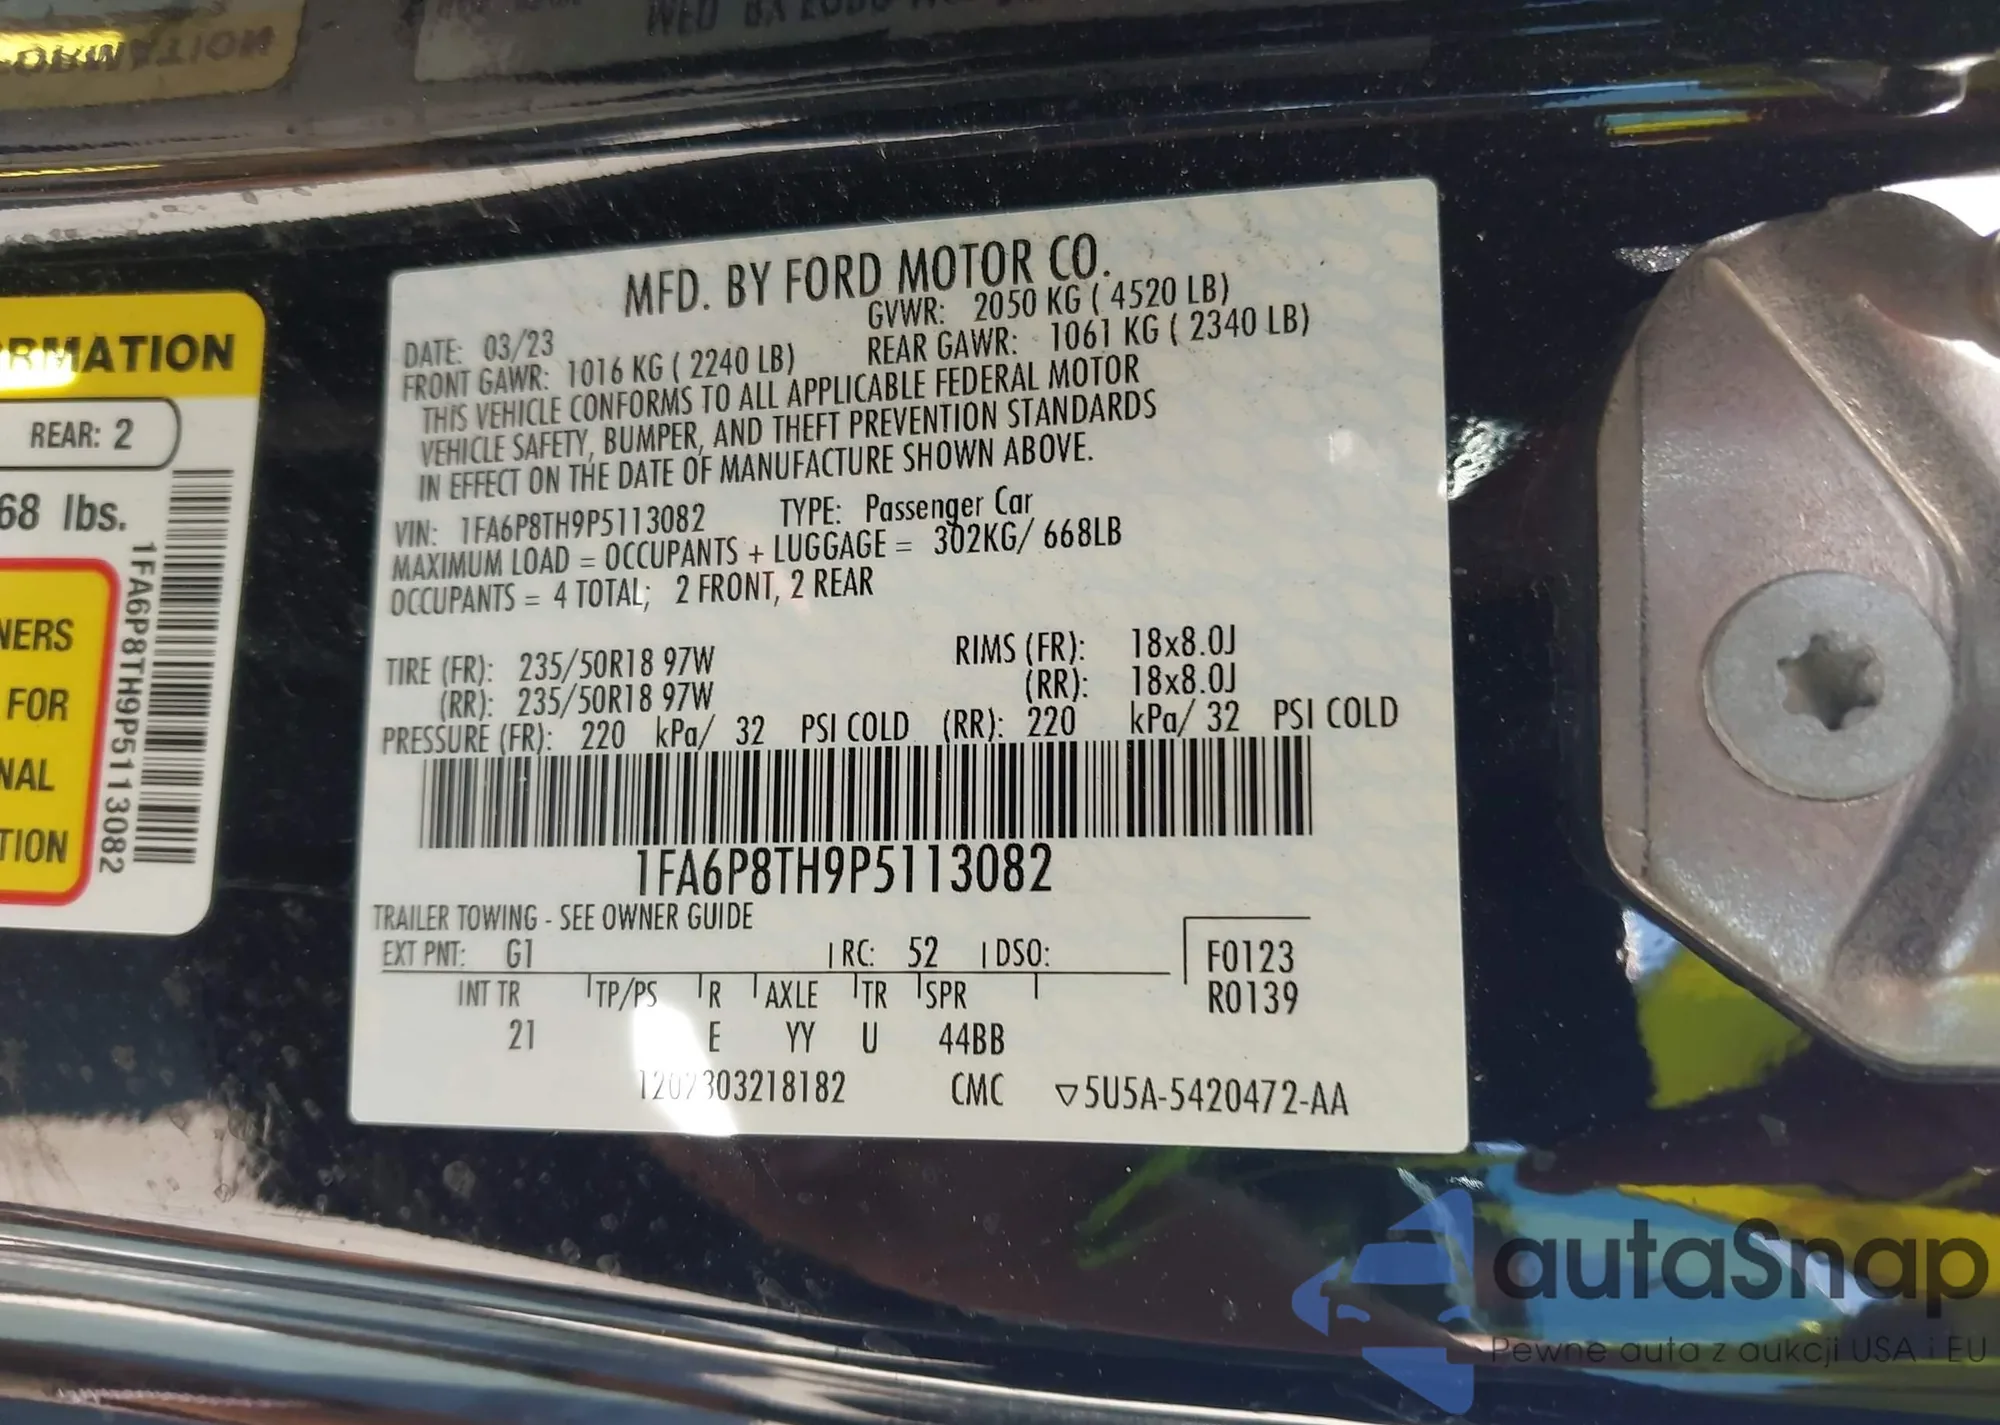 MFD. BY FORD MOTOR CO.
DATE: 03/23 GVWR: 2050 KG ( 4520 LB)
FRONT GAWR: 1016 KG ( 2240 LB) REAR GAWR: 1061 KG ( 2340 LB)
THIS VEHICLE CONFORMS TO ALL APPLICABLE FEDERAL MOTOR
VEHICLE SAFETY, BUMPER, AND THEFT PREVENTION STANDARDS
IN EFFECT ON THE DATE OF MANUFACTURE SHOWN ABOVE.
VIN: 1FA6P8TH9P5113082 TYPE: Passenger Car
MAXIMUM LOAD = OCCUPANTS + LUGGAGE = 302KG/ 668LB
OCCUPANTS = 4 TOTAL; 2 FRONT, 2 REAR
TIRE (FR): 235/50R18 97W RIMS (FR): 18x8.0J
(RR): 235/50R18 97W (RR): 18x8.0J
PRESSURE (FR): 220 kPa/ 32 PSI COLD (RR): 220 kPa/ 32 PSI COLD
1FA6P8TH9P5113082
TRAILER TOWING - SEE OWNER GUIDE
EXT PNT: G1 RC: 52 DSO: F0123
INT TR TP/PS R AXLE TR SPR R0139
21 E YY U 44BB
1202303218182 CMC ▽5U5A-5420472-AA
RMATION
REAR: 2
68 lbs.
NERS
FOR
NAL
TION
1FA6P8TH9P5113082
autaSnap
Pewne auta z aukcji USA i EU